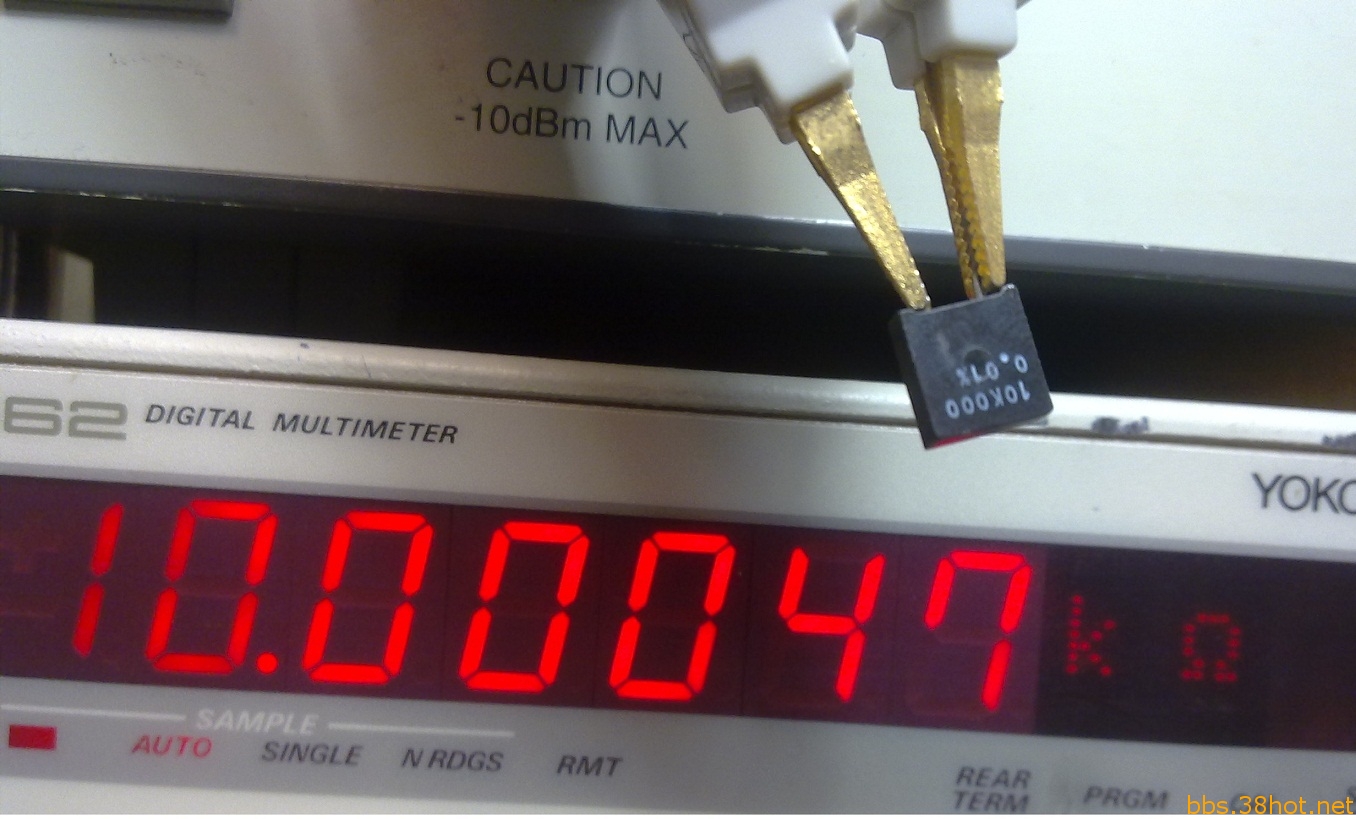 CAUTION
-10dBm MAX
0.01%
10K000
62 DIGITAL MULTIMETER
YOKO
10.00047 kΩ
SAMPLE
AUTO SINGLE N RDGS RMT
REAR
TERM
PRGM
bbs.38hot.net